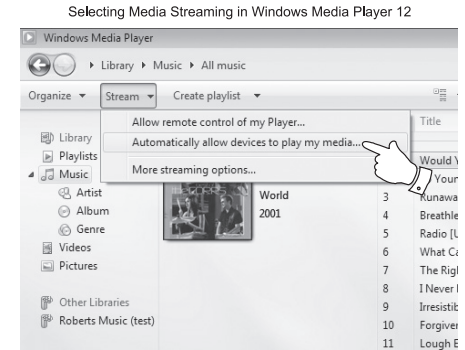 Selecting Media Streaming in Windows Media Player 12
Windows Media Player
Library Music All music
Organize Stream Create playlist
Allow remote control of my Player...
Automatically allow devices to play my media...
More streaming options...
Title
Library
Playlists
Music
Artist
Album
Genre
Videos
Pictures
Other Libraries
Roberts Music (test)
World
2001
Would Y
Your
3 Runawa
4 Breathle
5 Radio [U
6 What Ca
7 The Rigl
8 I Never l
9 Irresistib
10 Forgiver
11 Lough E